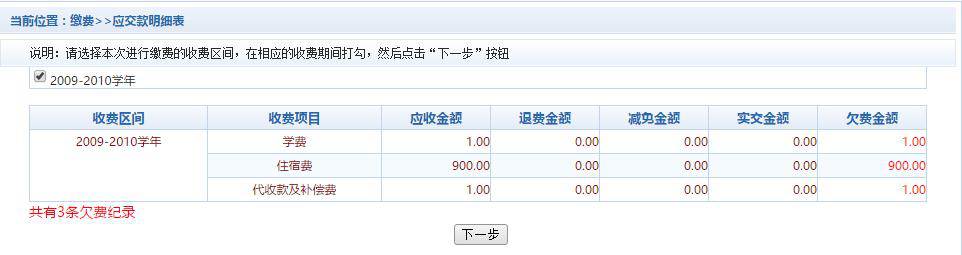 当前位置：缴费>>应交款明细表
说明：请选择本次进行缴费的收费区间，在相应的收费期间打勾，然后点击“下一步”按钮
2009-2010学年
收费区间 收费项目 应收金额 退费金额 减免金额 实交金额 欠费金额
2009-2010学年 学费 1.00 0.00 0.00 0.00 1.00
住宿费 900.00 0.00 0.00 0.00 900.00
代收款及补偿费 1.00 0.00 0.00 0.00 1.00
共有3条欠费纪录
下一步